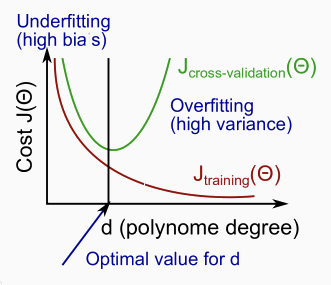 Underfitting
(high bias)
Jcross-validation(Θ)
Overfitting
(high variance)
Cost J(Θ)
Jtraining(Θ)
d (polynome degree)
Optimal value for d